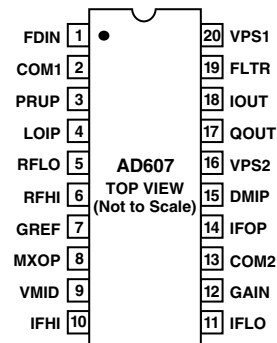 FDIN 1 20 VPS1
COM1 2 19 FLTR
PRUP 3 18 IOUT
LOIP 4 17 QOUT
RFLO 5 AD607 16 VPS2
TOP VIEW
RFHI 6 (Not to Scale) 15 DMIP
GREF 7 14 IFOP
MXOP 8 13 COM2
VMID 9 12 GAIN
IFHI 10 11 IFLO